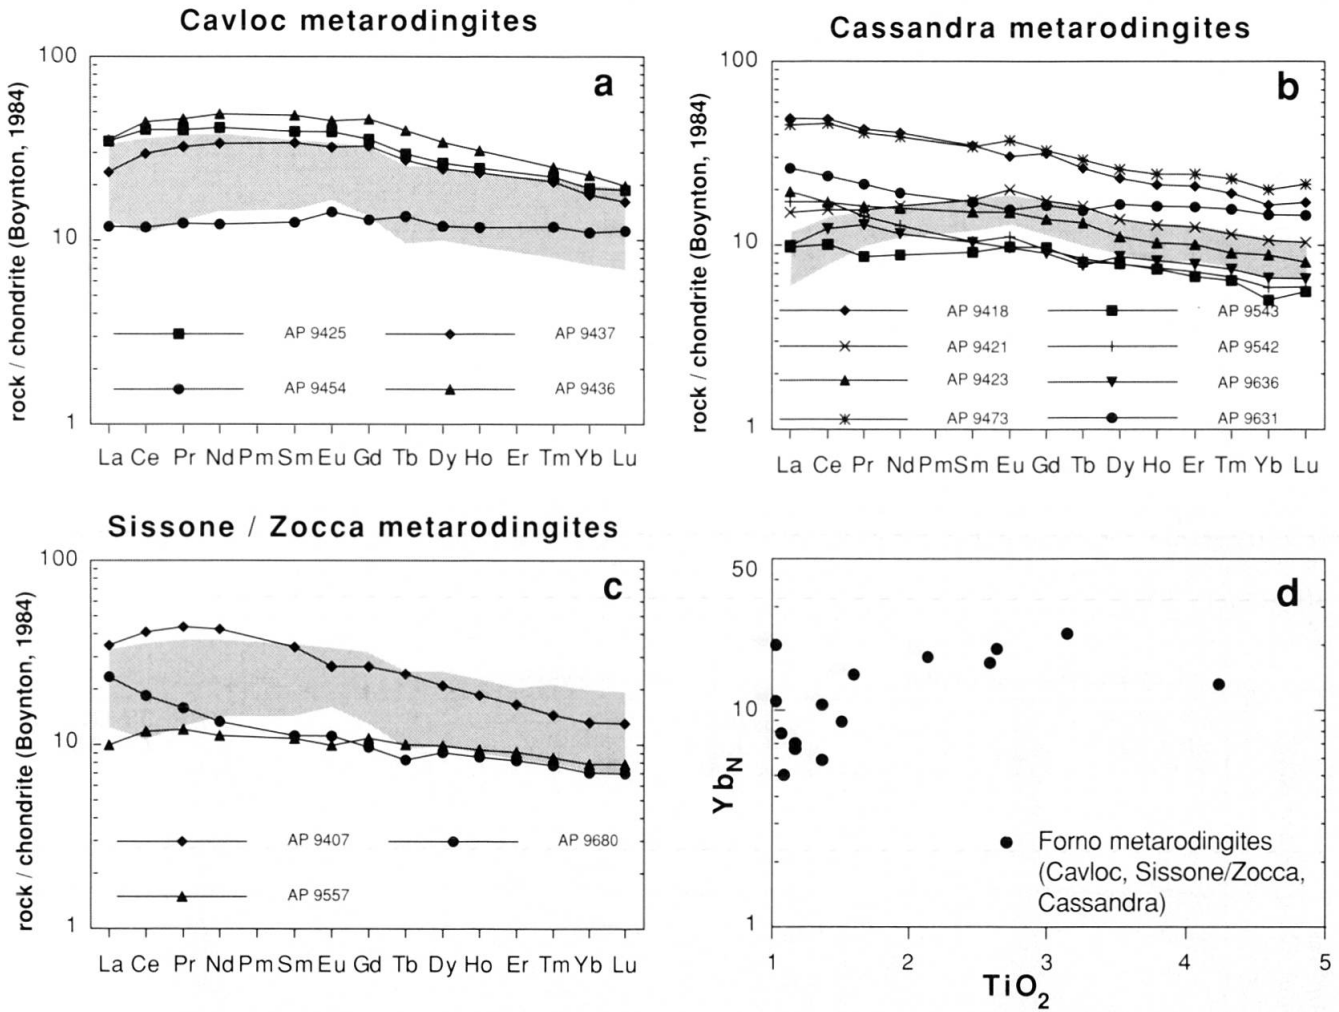 Cavloc metarodingites
rock / chondrite (Boynton, 1984)
100
10
1
a
AP 9425
AP 9437
AP 9454
AP 9436
La Ce Pr Nd Pm Sm Eu Gd Tb Dy Ho Er Tm Yb Lu
Cassandra metarodingites
rock / chondrite (Boynton, 1984)
100
10
1
b
AP 9418
AP 9543
AP 9421
AP 9542
AP 9423
AP 9636
AP 9473
AP 9631
La Ce Pr Nd Pm Sm Eu Gd Tb Dy Ho Er Tm Yb Lu
Sissone / Zocca metarodingites
rock / chondrite (Boynton, 1984)
100
10
1
c
AP 9407
AP 9680
AP 9557
La Ce Pr Nd Pm Sm Eu Gd Tb Dy Ho Er Tm Yb Lu
YbN
50
10
1
d
Forno metarodingites
(Cavloc, Sissone/Zocca,
Cassandra)
1 2 3 4 5
TiO2